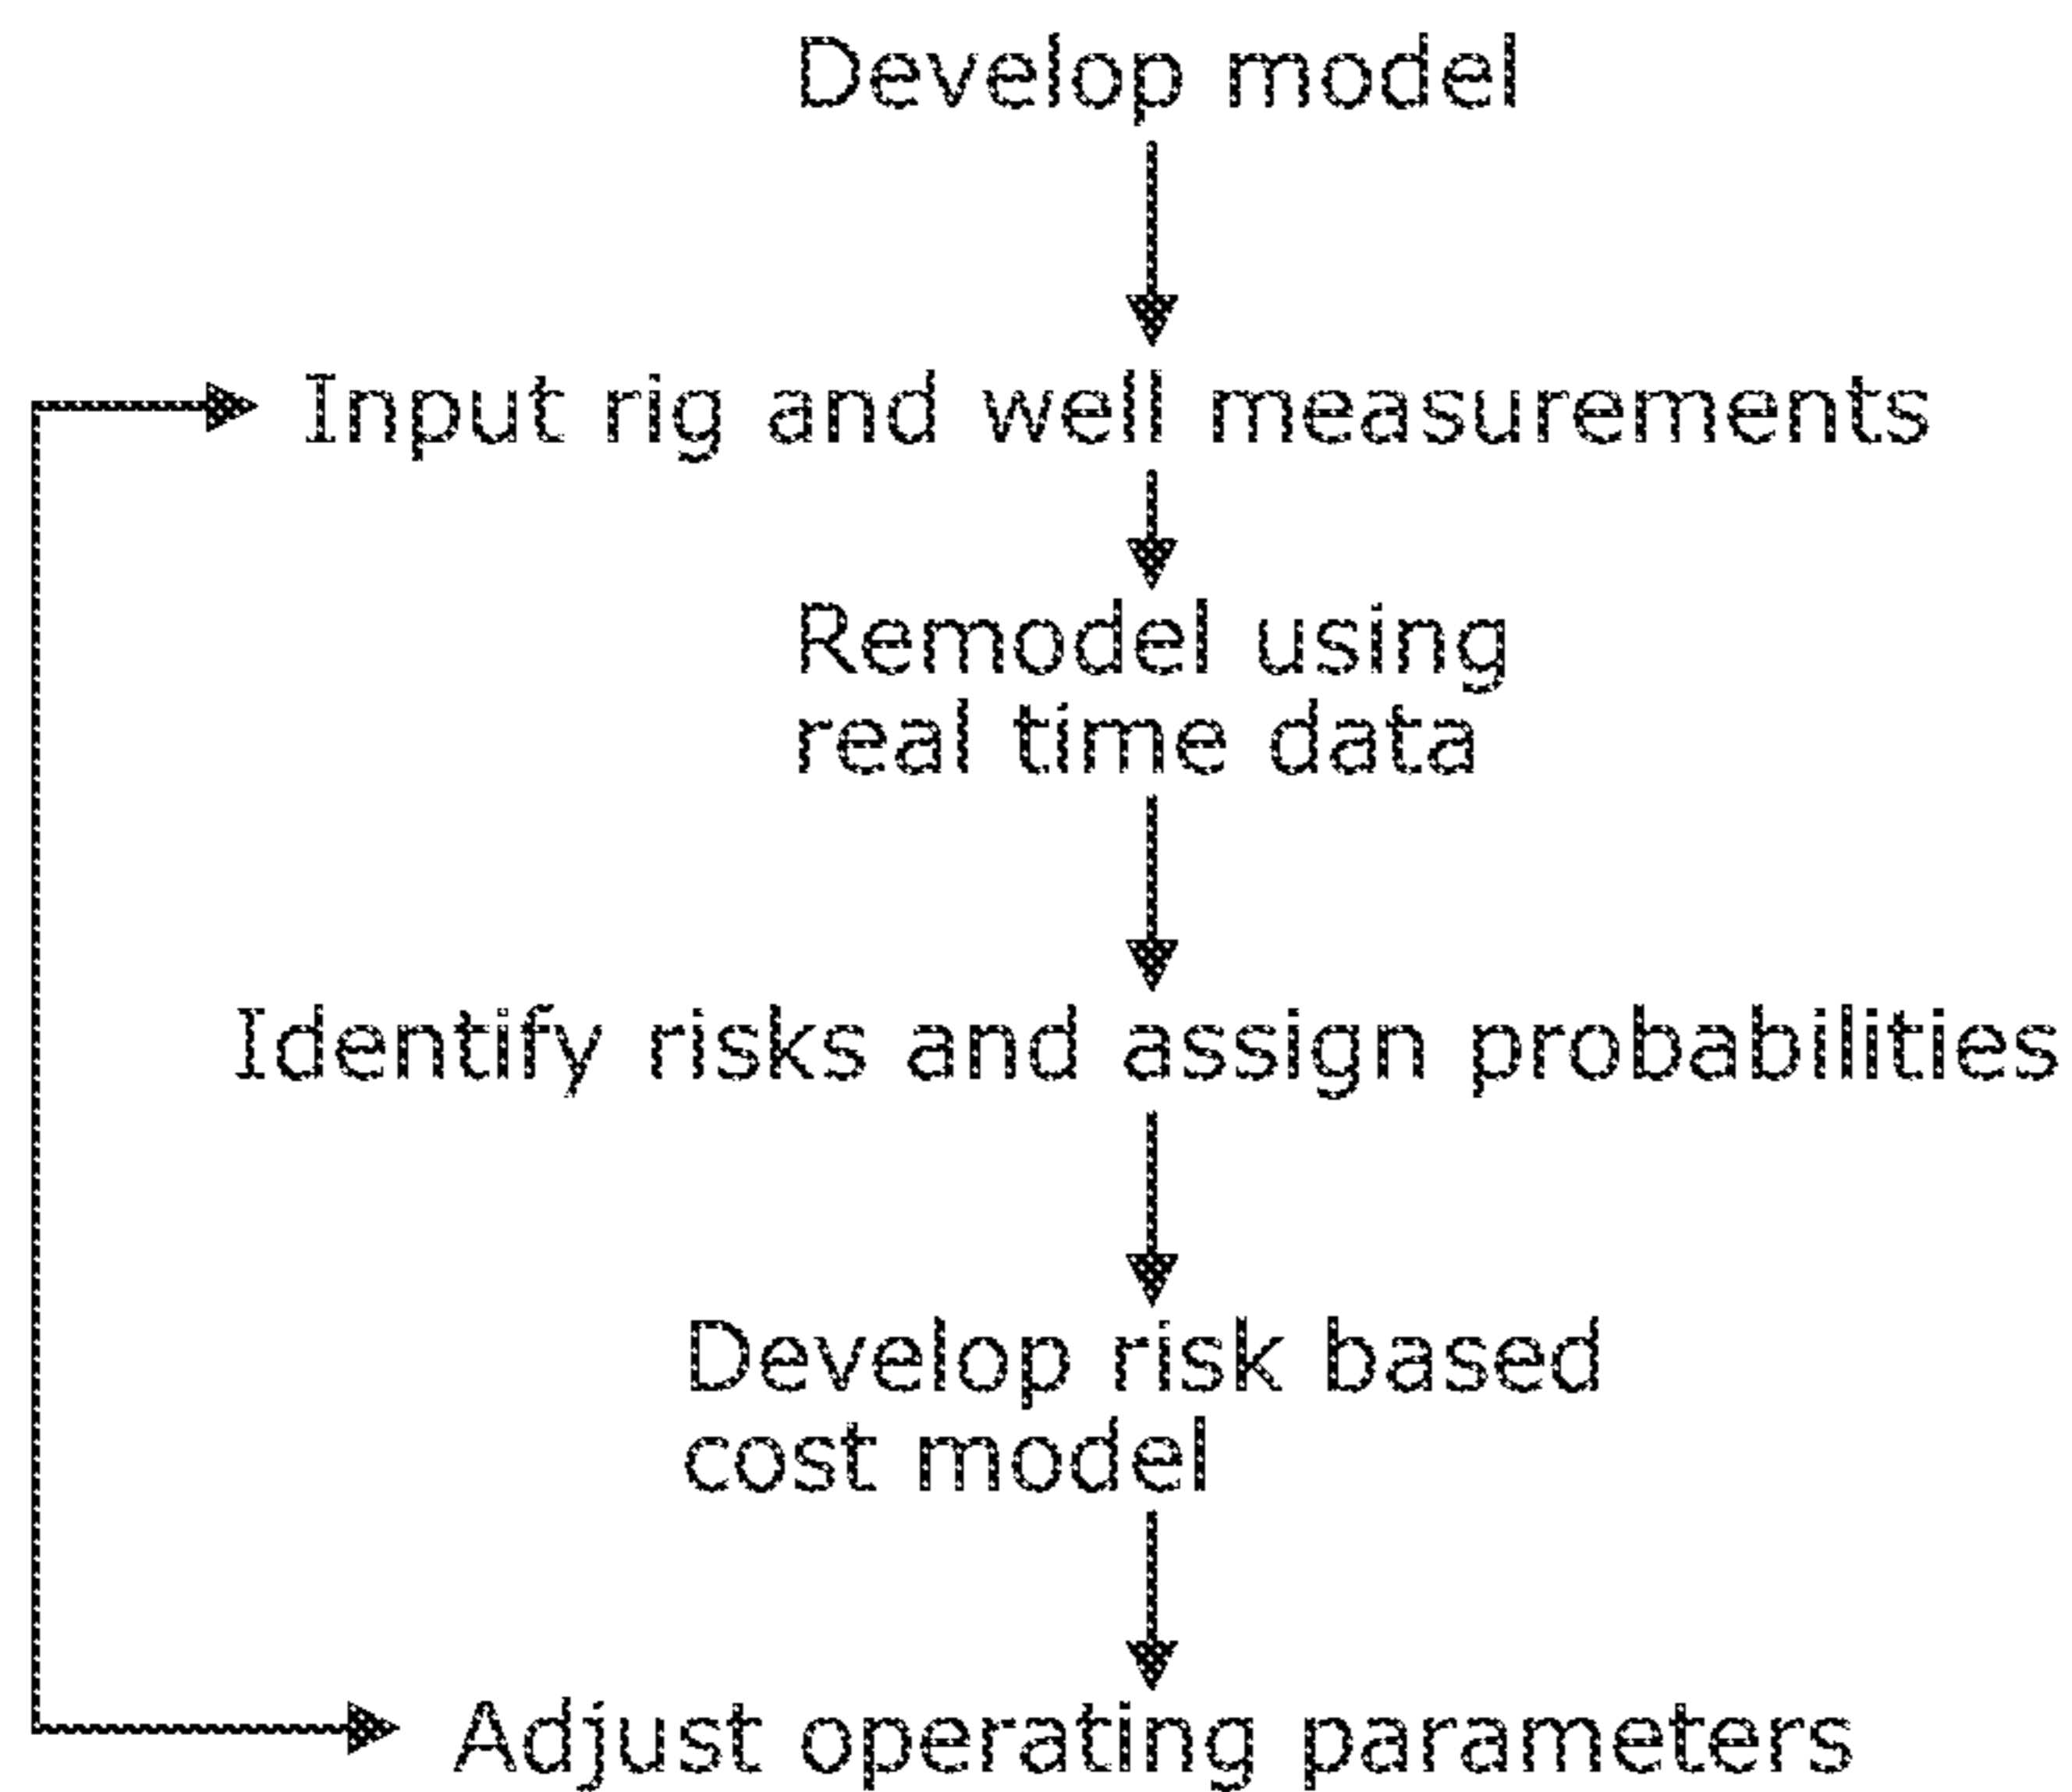 Develop model
Input rig and well measurements
Remodel using
real time data
Identify risks and assign probabilities
Develop risk based
cost model
Adjust operating parameters